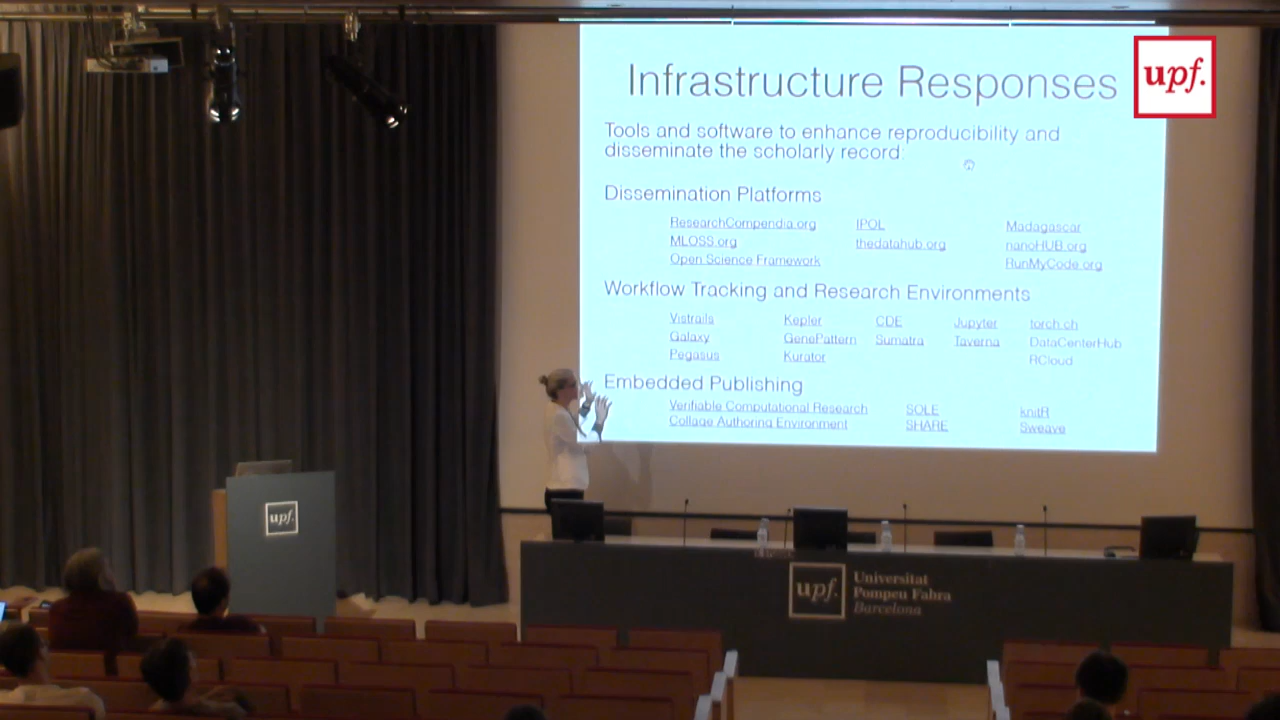 Infrastructure Responses
upf.
Tools and software to enhance reproducibility and
disseminate the scholarly record:
Dissemination Platforms
ResearchCompendia.org IPOL Madagascar
MLOSS.org thedatahub.org nanoHUB.org
Open Science Framework RunMyCode.org
Workflow Tracking and Research Environments
Vistrails Kepler CDE Jupyter torch.ch
Galaxy GenePattern Sumatra Taverna DataCenterHub
Pegasus Kurator RCloud
Embedded Publishing
Verifiable Computational Research SOLE knitR
Collage Authoring Environment SHARE Sweave
upf.
upf.
Universitat
Pompeu Fabra
Barcelona